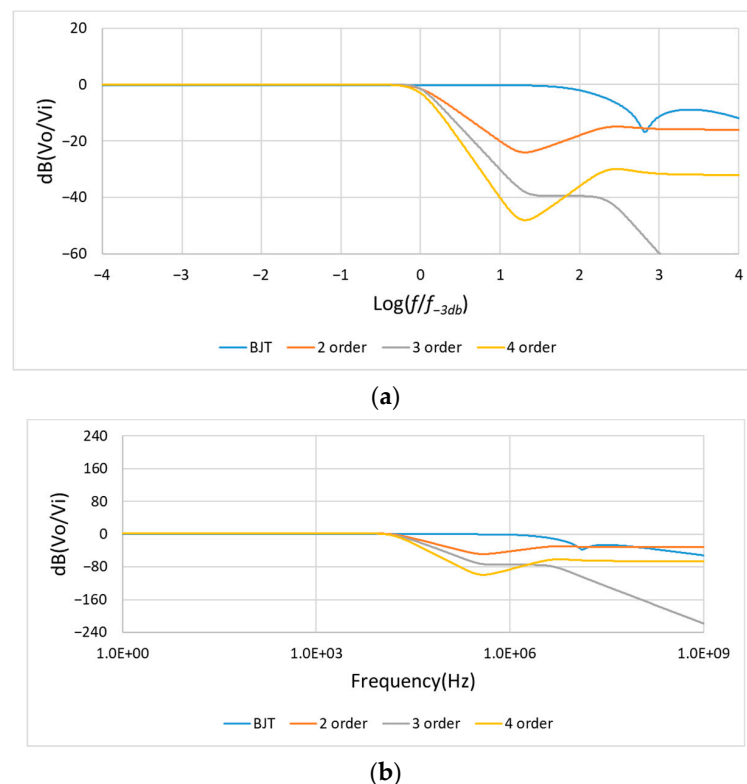 20
0
−20
−40
−60
dB(Vo/Vi)
−4 −3 −2 −1 0 1 2 3 4
Log(f/f−3db)
BJT 2 order 3 order 4 order
(a)
240
160
80
0
−80
−160
−240
dB(Vo/Vi)
1.0E+00 1.0E+03 1.0E+06 1.0E+09
Frequency(Hz)
BJT 2 order 3 order 4 order
(b)